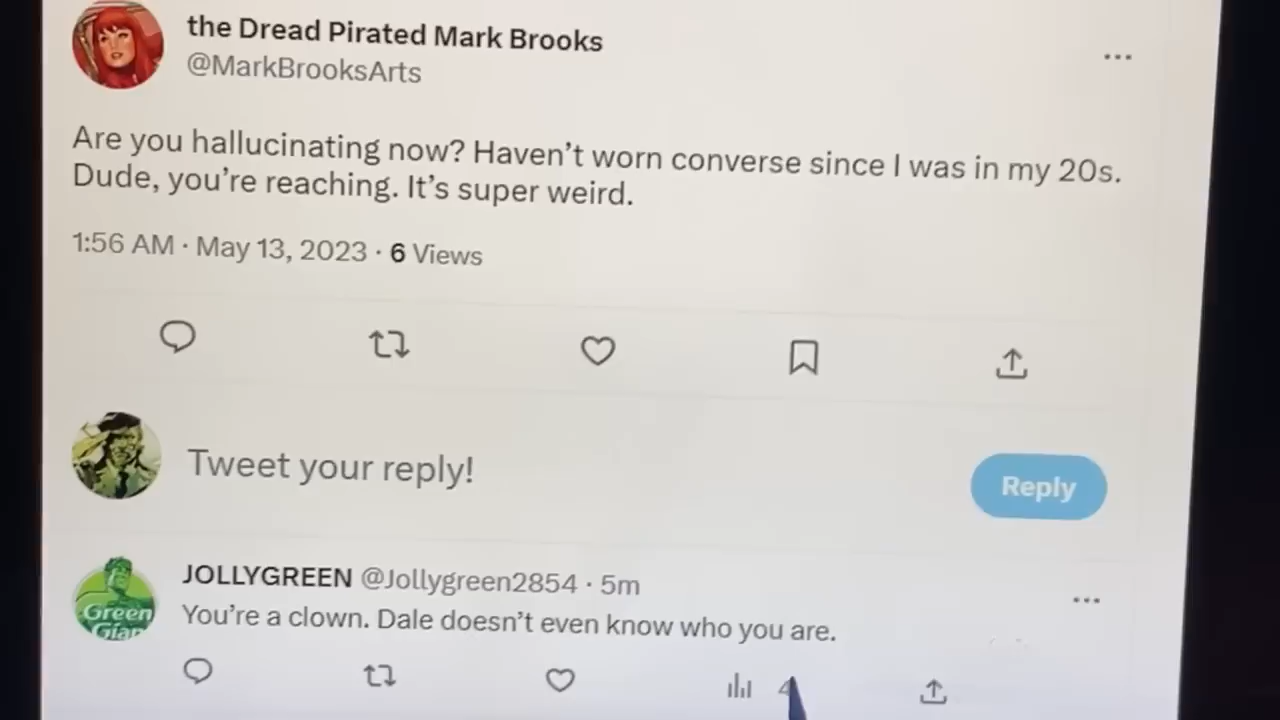 the Dread Pirated Mark Brooks
@MarkBrooksArts
Are you hallucinating now? Haven't worn converse since I was in my 20s.
Dude, you're reaching. It's super weird.
1:56 AM · May 13, 2023 · 6 Views
Tweet your reply!
Reply
JOLLYGREEN @Jollygreen2854 · 5m
Green
Giant
You're a clown. Dale doesn't even know who you are.